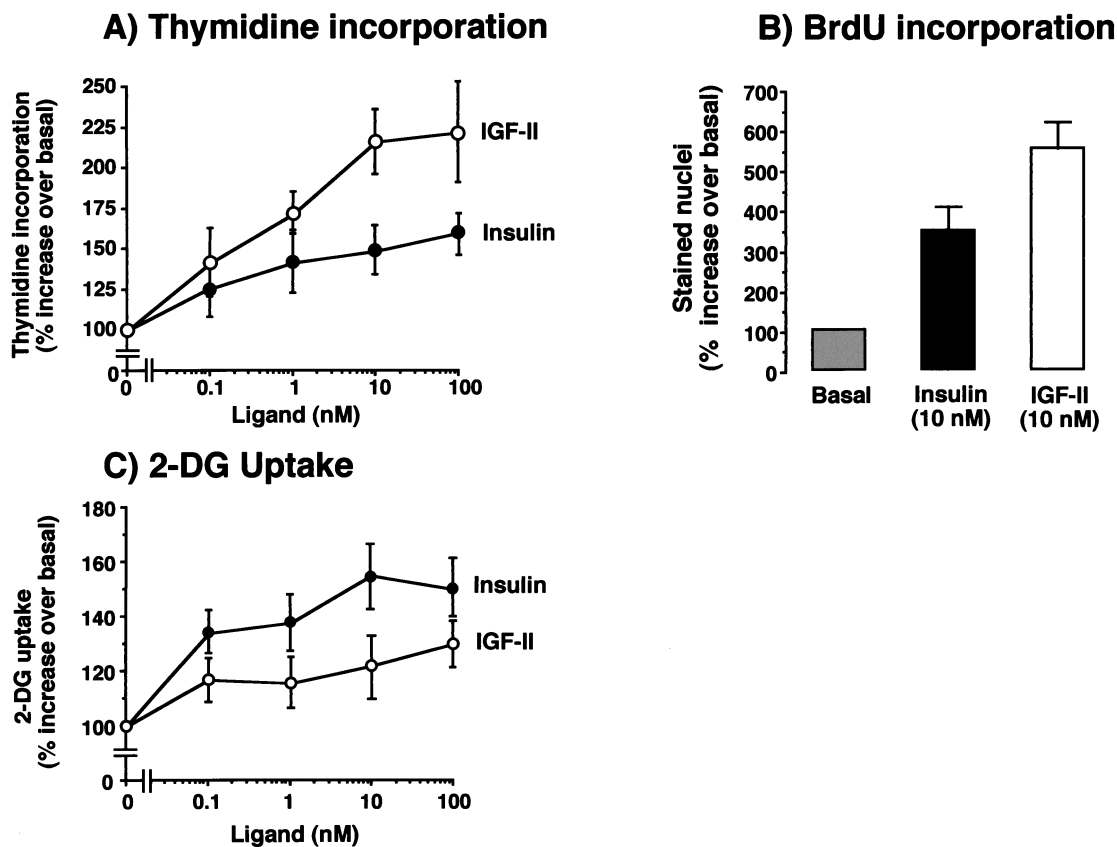 A) Thymidine incorporation
Thymidine incorporation
(% increase over basal)
250
225
200
175
150
125
100
0
IGF-II
Insulin
0 0.1 1 10 100
Ligand (nM)
B) BrdU incorporation
Stained nuclei
(% increase over basal)
700
600
500
400
300
200
100
0
Basal Insulin IGF-II
(10 nM) (10 nM)
C) 2-DG Uptake
2-DG uptake
(% increase over basal)
180
160
140
120
100
0
Insulin
IGF-II
0 0.1 1 10 100
Ligand (nM)